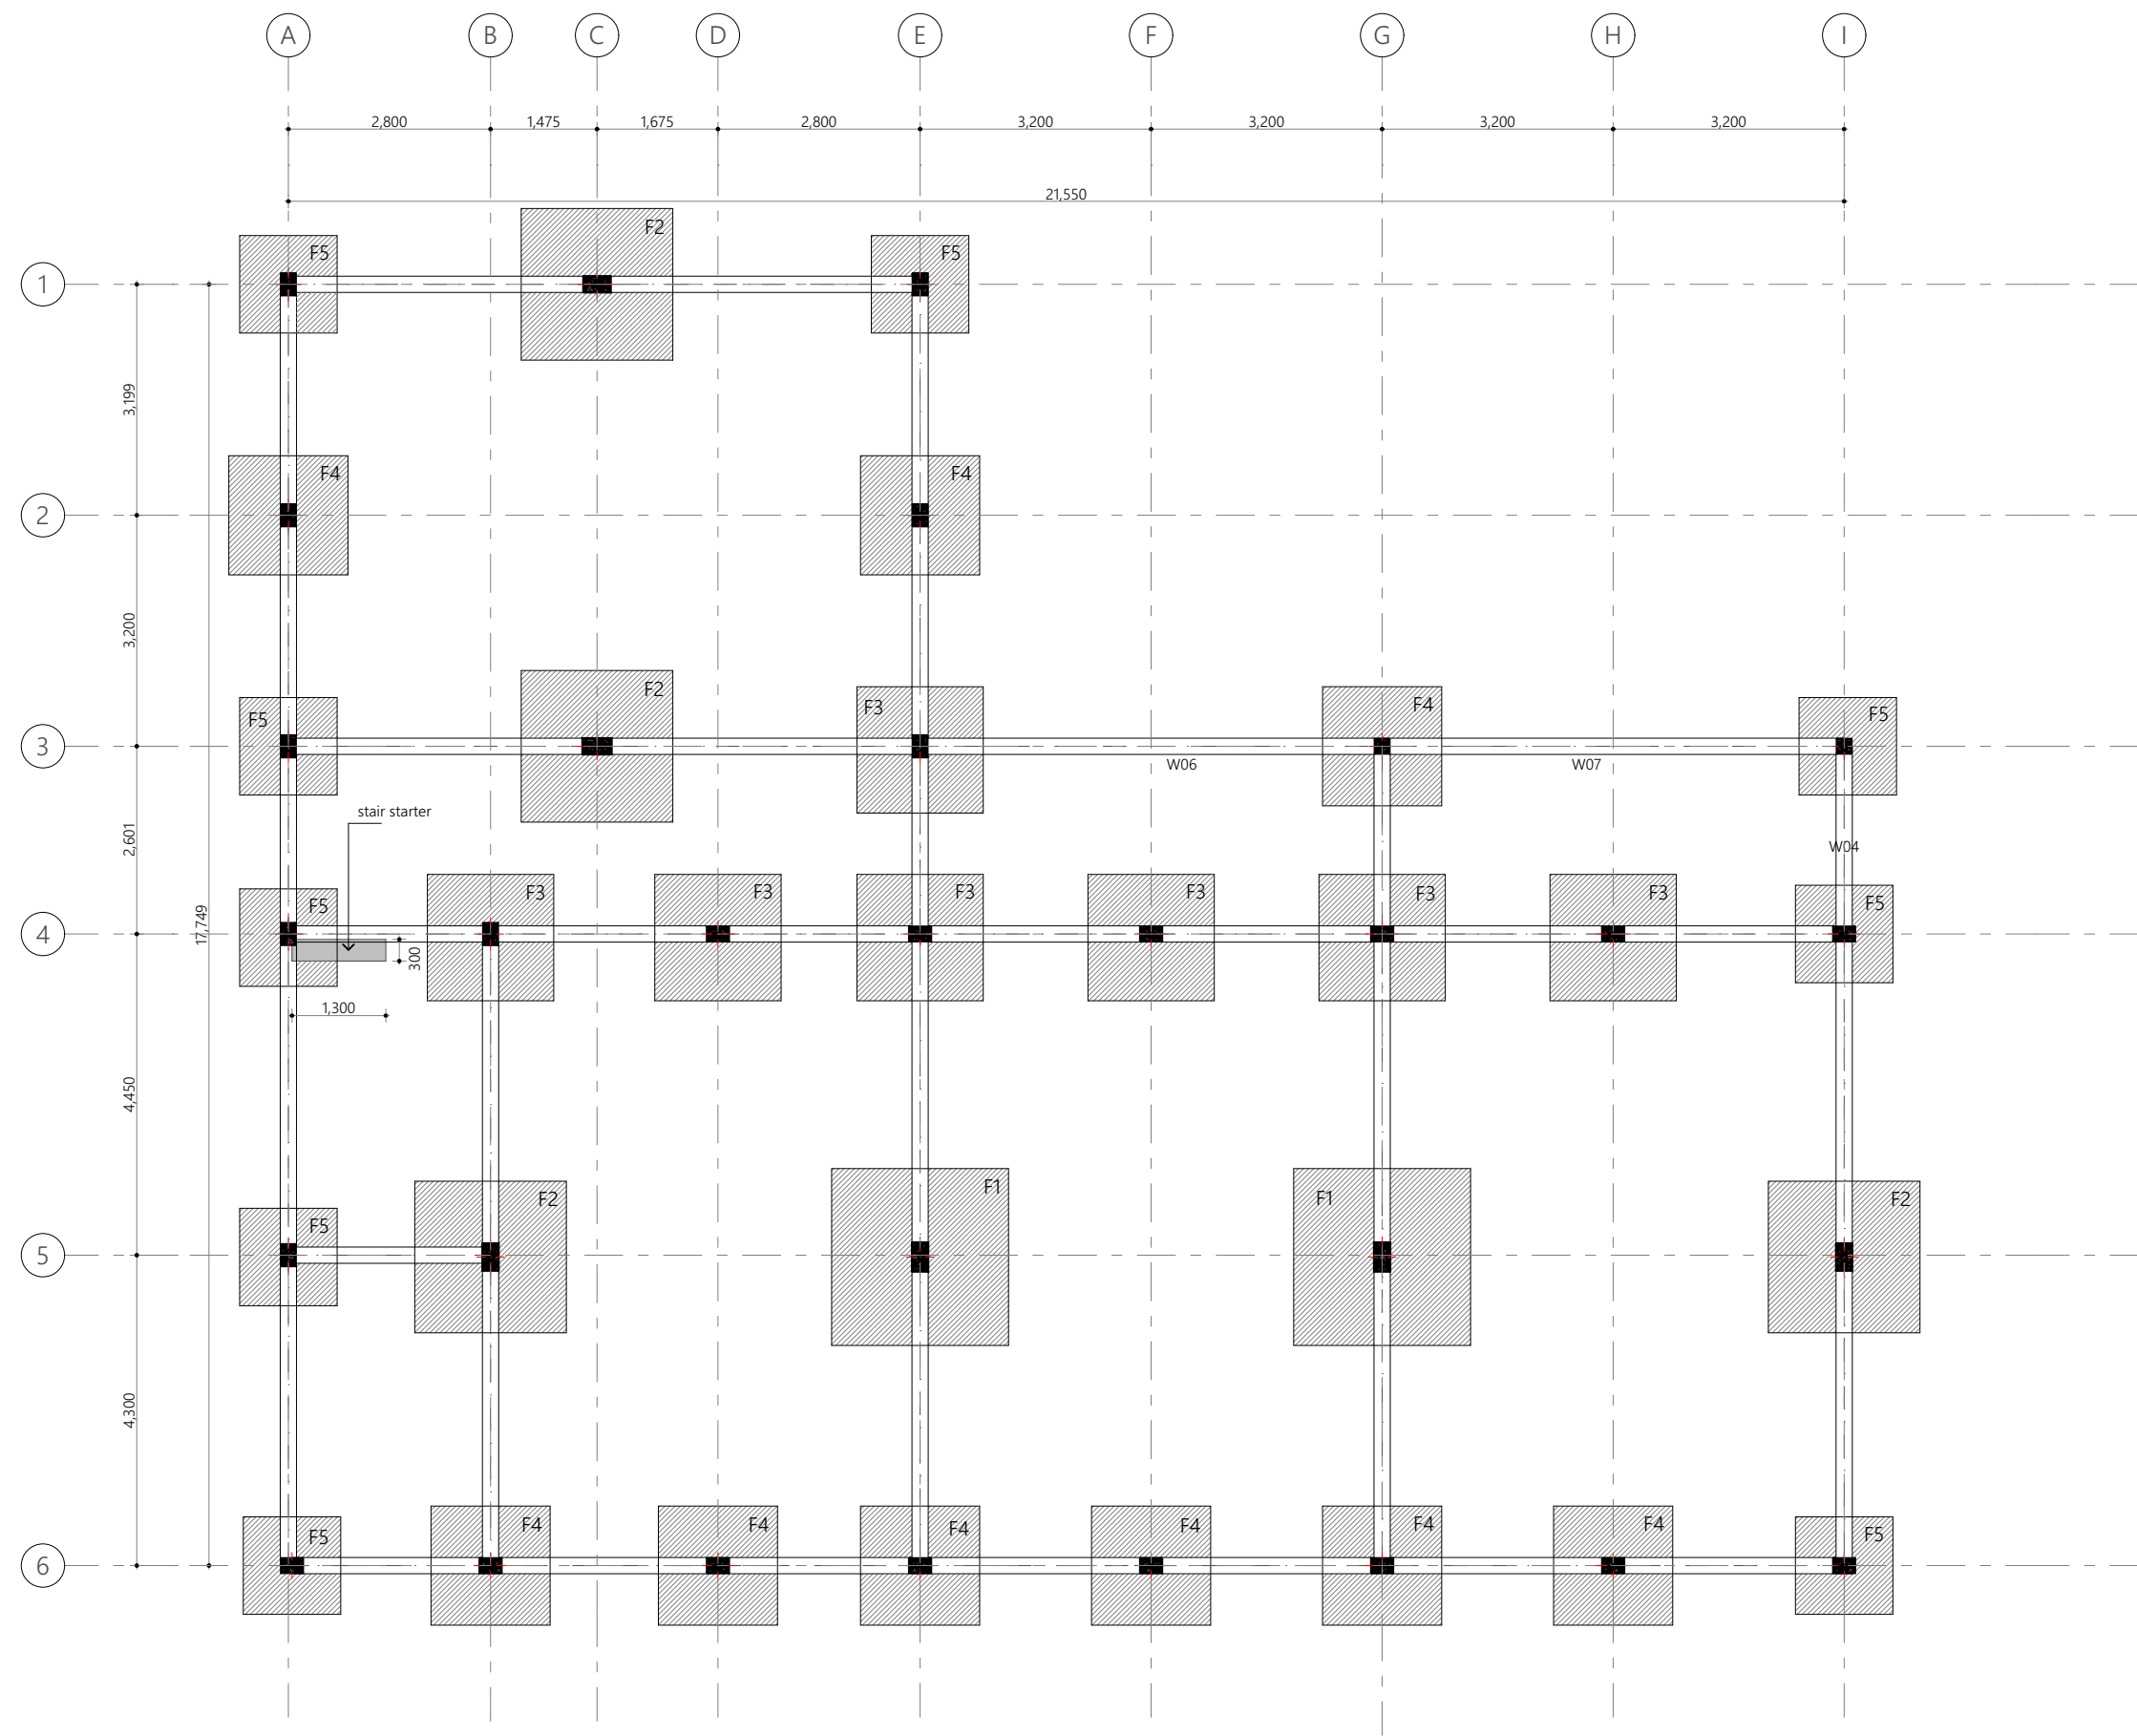 A B C D E F G H I
2,800 1,475 1,675 2,800 3,200 3,200 3,200 3,200
21,550
F2
F5 F5
1
3,199
F4 F4
2
3,200
F2
F3 F4 F5
F5
3
W06 W07
stair starter
2,601
W04
F3 F3 F3 F3 F3 F3 F5
F5
17,749
4
300
1,300
4,450
F1
F5 F2 F1 F2
5
4,300
F4 F4 F4 F4 F4 F4
F5 F5
6